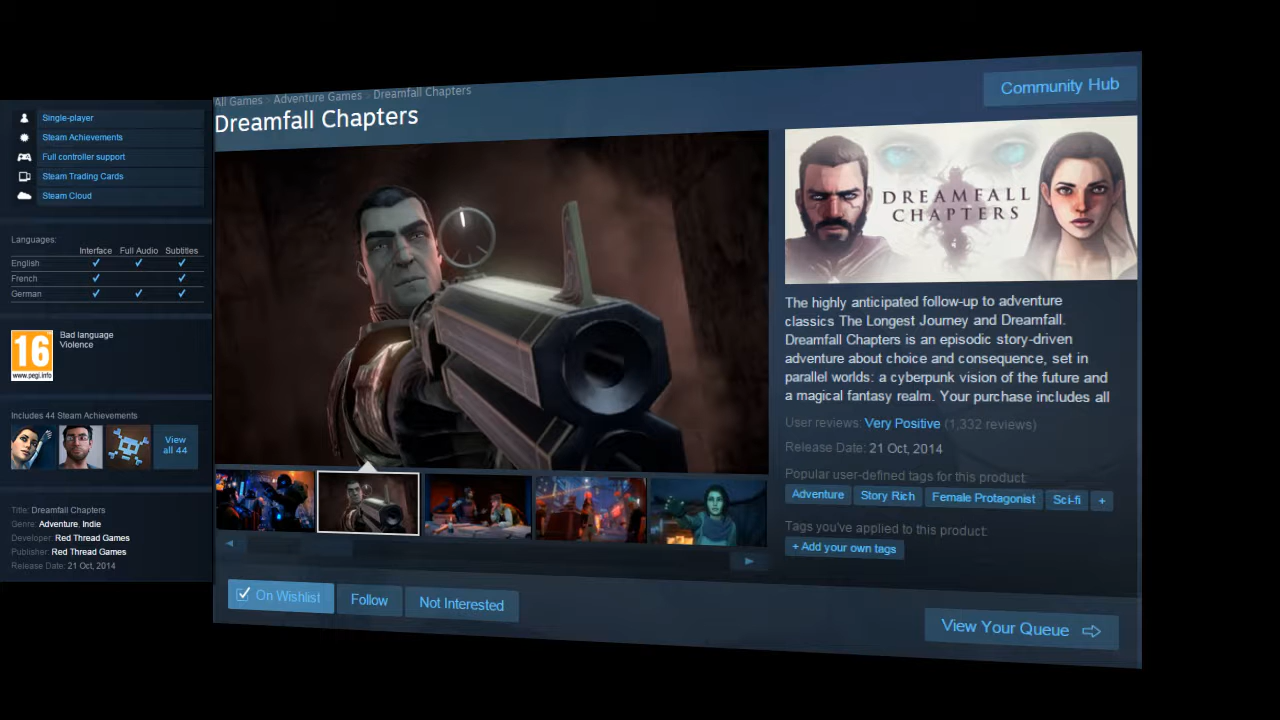 Single-player
Steam Achievements
Full controller support
Steam Trading Cards
Steam Cloud
Languages:
Interface Full Audio Subtitles
English ✓ ✓ ✓
French ✓ ✓
German ✓ ✓ ✓
16
www.pegi.info
Bad language
Violence
Includes 44 Steam Achievements
View
all 44
Title: Dreamfall Chapters
Genre: Adventure, Indie
Developer: Red Thread Games
Publisher: Red Thread Games
Release Date: 21 Oct, 2014
All Games › Adventure Games › Dreamfall Chapters
Dreamfall Chapters
Community Hub
DREAMFALL
CHAPTERS
The highly anticipated follow-up to adventure
classics The Longest Journey and Dreamfall.
Dreamfall Chapters is an episodic story-driven
adventure about choice and consequence, set in
parallel worlds: a cyberpunk vision of the future and
a magical fantasy realm. Your purchase includes all
User reviews: Very Positive (1,332 reviews)
Release Date: 21 Oct, 2014
Popular user-defined tags for this product:
Adventure Story Rich Female Protagonist Sci-fi +
Tags you've applied to this product:
+ Add your own tags
On Wishlist Follow Not Interested
View Your Queue